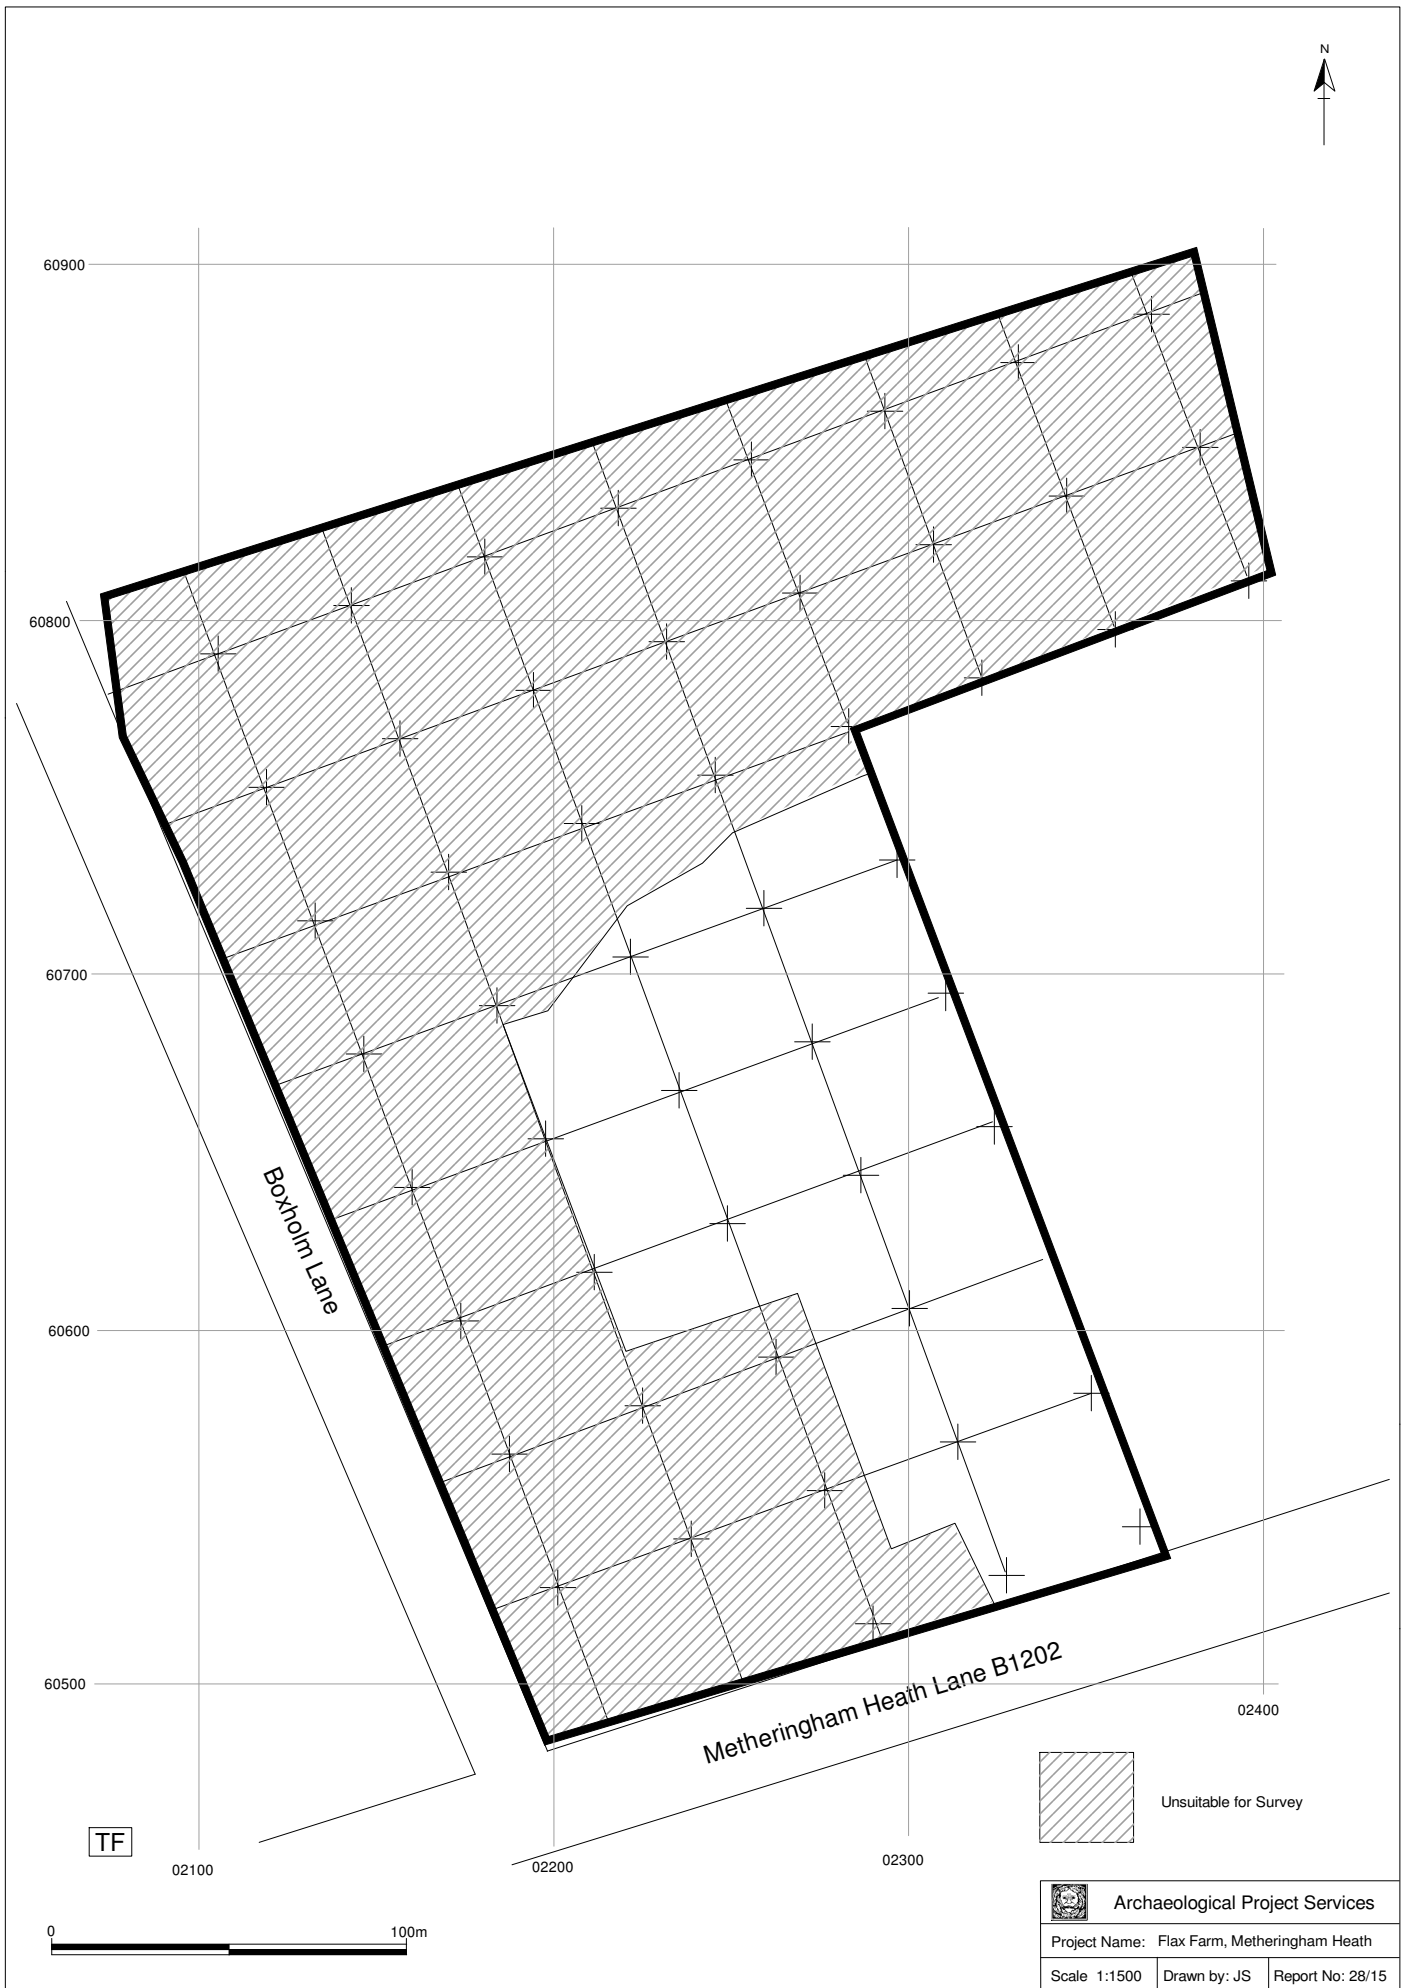 N
60900
60800
60700
Boxholm Lane
60600
60500
Metheringham Heath Lane B1202
02400
Unsuitable for Survey
TF
02100
02200
02300
0
100m
Archaeological Project Services
Project Name: Flax Farm, Metheringham Heath
Scale 1:1500 Drawn by: JS Report No: 28/15